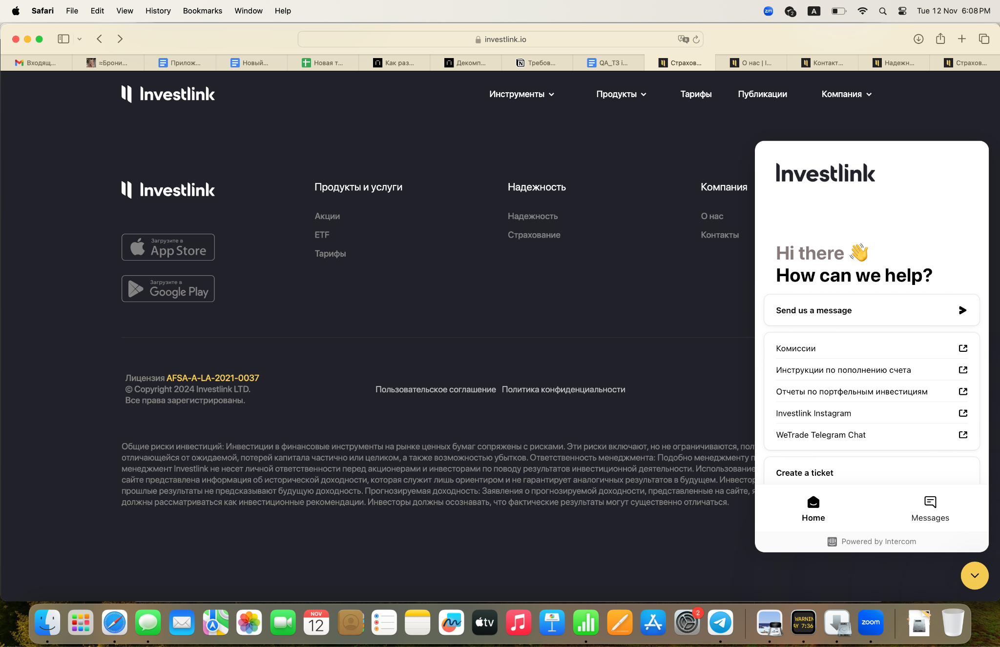 Safari File Edit View History Bookmarks Window Help zm 2 A Tue 12 Nov 6:08 PM
investlink.io
Входящ... ≈Брони... Прилож... Новый... Новая т... Как раз... Декомп... Требов... QA_ТЗ i... Страхов... О нас | I... Контакт... Надежн... Страхов...
Investlink Инструменты Продукты Тарифы Публикации Компания
Investlink
Загрузите в
App Store
Загрузите в
Google Play
Продукты и услуги
Акции
ETF
Тарифы
Надежность
Надежность
Страхование
Компания
О нас
Контакты
Лицензия AFSA-A-LA-2021-0037
© Copyright 2024 Investlink LTD.
Все права зарегистрированы.
Пользовательское соглашение Политика конфиденциальности
Общие риски инвестиций: Инвестиции в финансовые инструменты на рынке ценных бумаг сопряжены с рисками. Эти риски включают, но не ограничиваются,
отличающейся от ожидаемой, потерей капитала частично или целиком, а также возможностью убытков. Ответственность менеджмента: Подобно менеджменту
менеджмент Investlink не несет личной ответственности перед акционерами и инвесторами по поводу результатов инвестиционной деятельности. Использование
сайте представлена информация об исторической доходности, которая служит лишь ориентиром и не гарантирует аналогичных результатов в будущем.
прошлые результаты не предсказывают будущую доходность. Прогнозируемая доходность: Заявления о прогнозируемой доходности, представленные на сайте,
должны рассматриваться как инвестиционные рекомендации. Инвесторы должны осознавать, что фактические результаты могут существенно отличаться.
Investlink
Hi there
How can we help?
Send us a message
Комиссии
Инструкции по пополнению счета
Отчеты по портфельным инвестициям
Investlink Instagram
WeTrade Telegram Chat
Create a ticket
Home Messages
Powered by Intercom
NOV
12
tv
2
WARNIN
AY 7:36
zoom